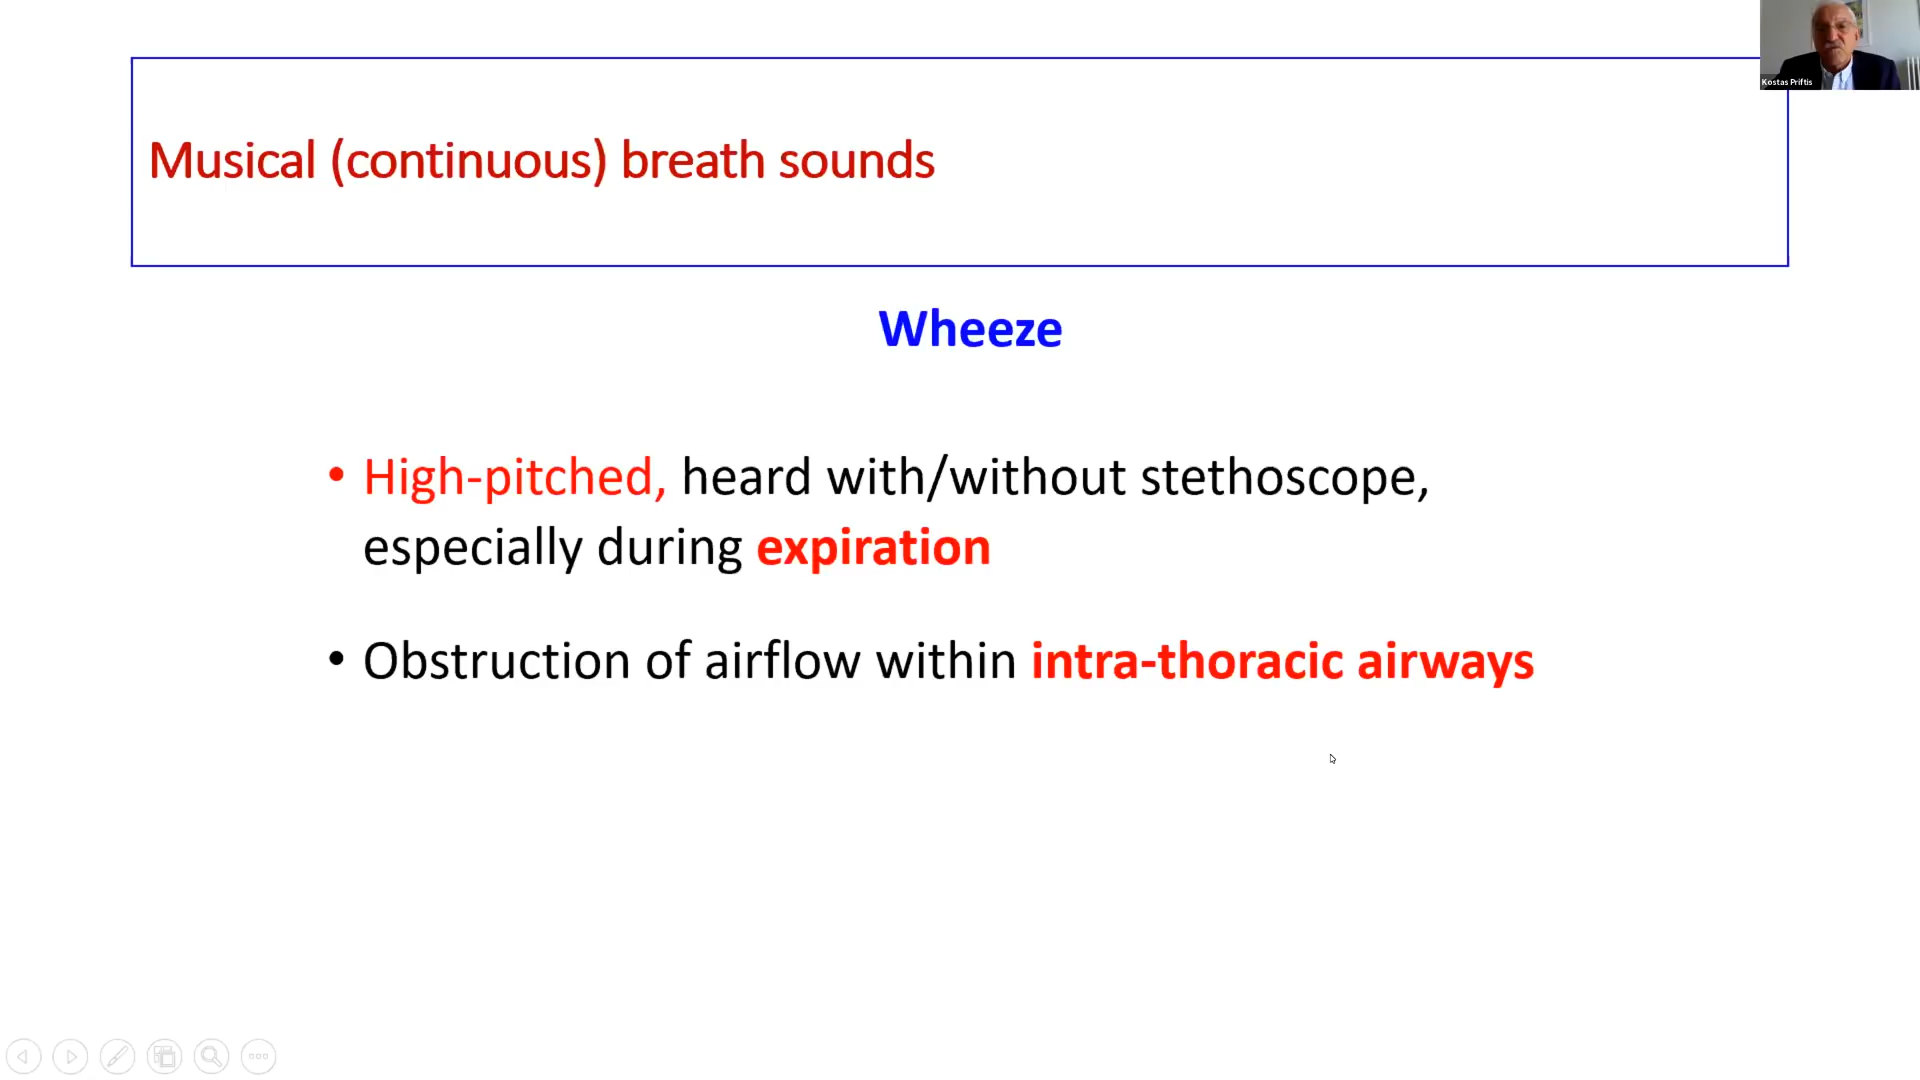 Kostas Priftis
Musical (continuous) breath sounds
Wheeze
• High-pitched, heard with/without stethoscope,
especially during expiration
• Obstruction of airflow within intra-thoracic airways